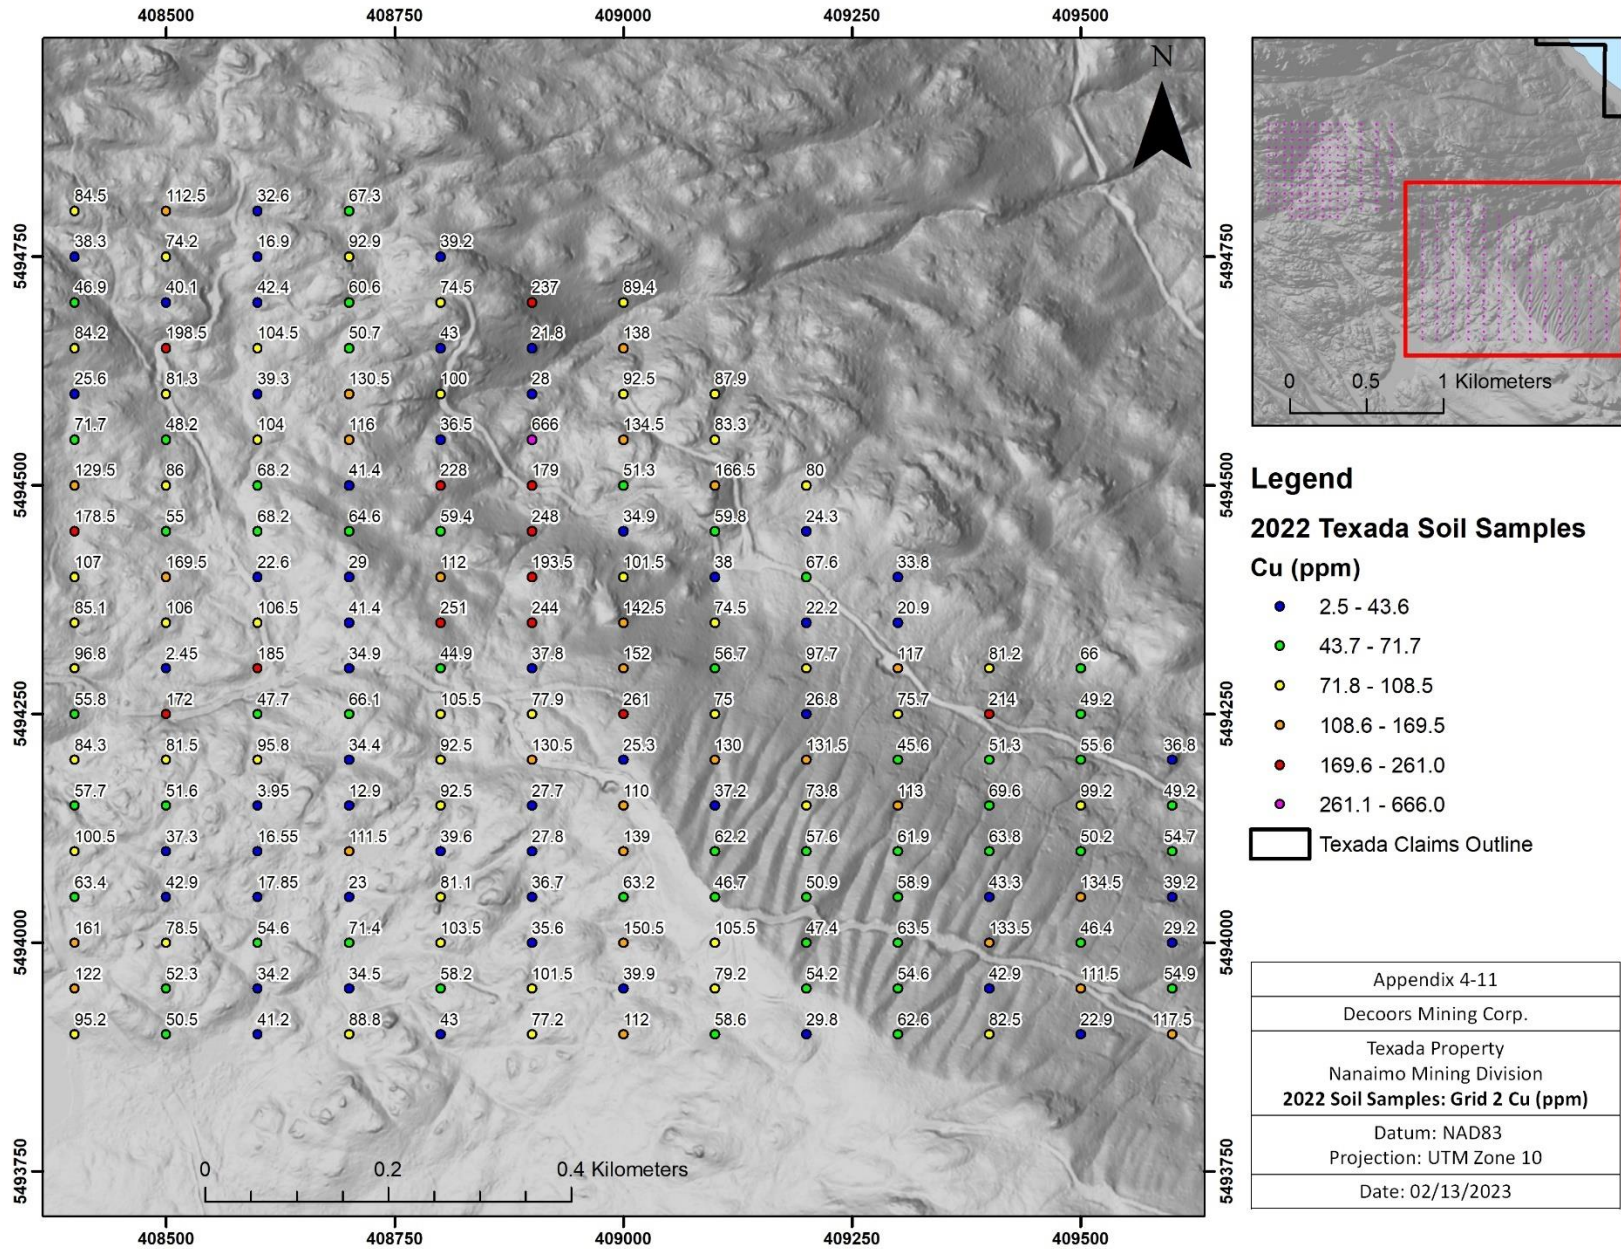 408500 408750 409000 409250 409500
N
84.5 112.5 32.6 67.3
38.3 74.2 16.9 92.9 39.2
5494750 5494750
46.9 40.1 42.4 60.6 74.5 237 89.4
84.2 198.5 104.5 50.7 43 21.8 138
25.6 81.3 39.3 130.5 100 28 92.5 87.9
71.7 48.2 104 116 36.5 666 134.5 83.3
129.5 86 68.2 41.4 228 179 51.3 166.5 80
5494500 5494500
178.5 55 68.2 64.6 59.4 248 34.9 59.8 24.3
107 169.5 22.6 29 112 193.5 101.5 38 67.6 33.8
85.1 106 106.5 41.4 251 244 142.5 74.5 22.2 20.9
96.8 2.45 185 34.9 44.9 37.8 152 56.7 97.7 117 81.2 66
55.8 172 47.7 66.1 105.5 77.9 261 75 26.8 75.7 214 49.2
5494250 5494250
84.3 81.5 95.8 34.4 92.5 130.5 25.3 130 131.5 45.6 51.3 55.6 36.8
57.7 51.6 3.95 12.9 92.5 27.7 110 37.2 73.8 113 69.6 99.2 49.2
100.5 37.3 16.55 111.5 39.6 27.8 139 62.2 57.6 61.9 63.8 50.2 54.7
63.4 42.9 17.85 23 81.1 36.7 63.2 46.7 50.9 58.9 43.3 134.5 39.2
161 78.5 54.6 71.4 103.5 35.6 150.5 105.5 47.4 63.5 133.5 46.4 29.2
5494000 5494000
122 52.3 34.2 34.5 58.2 101.5 39.9 79.2 54.2 54.6 42.9 111.5 54.9
95.2 50.5 41.2 88.8 43 77.2 112 58.6 29.8 62.6 82.5 22.9 117.5
5493750 5493750
0 0.2 0.4 Kilometers
408500 408750 409000 409250 409500
0 0.5 1 Kilometers
Legend
2022 Texada Soil Samples
Cu (ppm)
2.5 - 43.6
43.7 - 71.7
71.8 - 108.5
108.6 - 169.5
169.6 - 261.0
261.1 - 666.0
Texada Claims Outline
Appendix 4-11
Decoors Mining Corp.
Texada Property
Nanaimo Mining Division
2022 Soil Samples: Grid 2 Cu (ppm)
Datum: NAD83
Projection: UTM Zone 10
Date: 02/13/2023